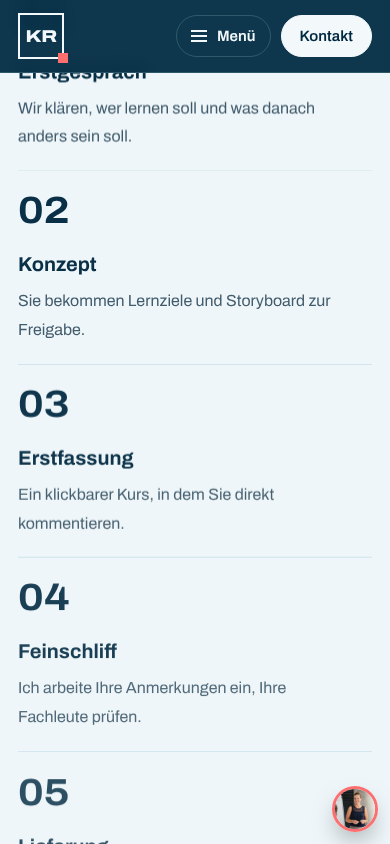 KR
Menü
Kontakt
Erstgespräch
Wir klären, wer lernen soll und was danach
anders sein soll.
02
Konzept
Sie bekommen Lernziele und Storyboard zur
Freigabe.
03
Erstfassung
Ein klickbarer Kurs, in dem Sie direkt
kommentieren.
04
Feinschliff
Ich arbeite Ihre Anmerkungen ein, Ihre
Fachleute prüfen.
05
Lieferung